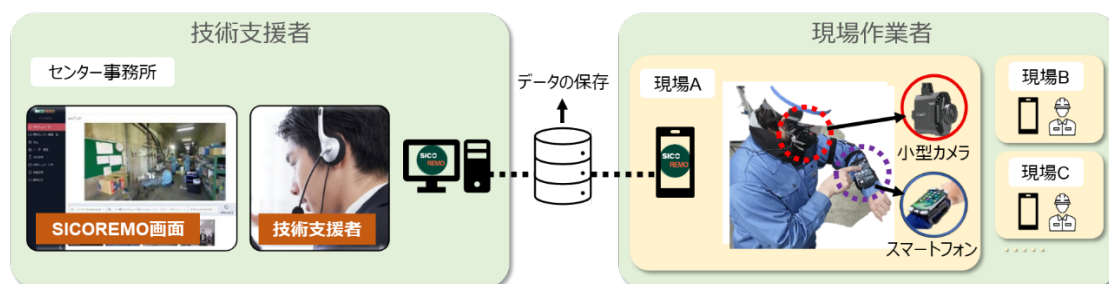 技術支援者
センター事務所
SICOREMO画面
技術支援者
SICO
REMO
データの保存
現場作業者
現場A
SICO
REMO
小型カメラ
スマートフォン
現場B
現場C
.....